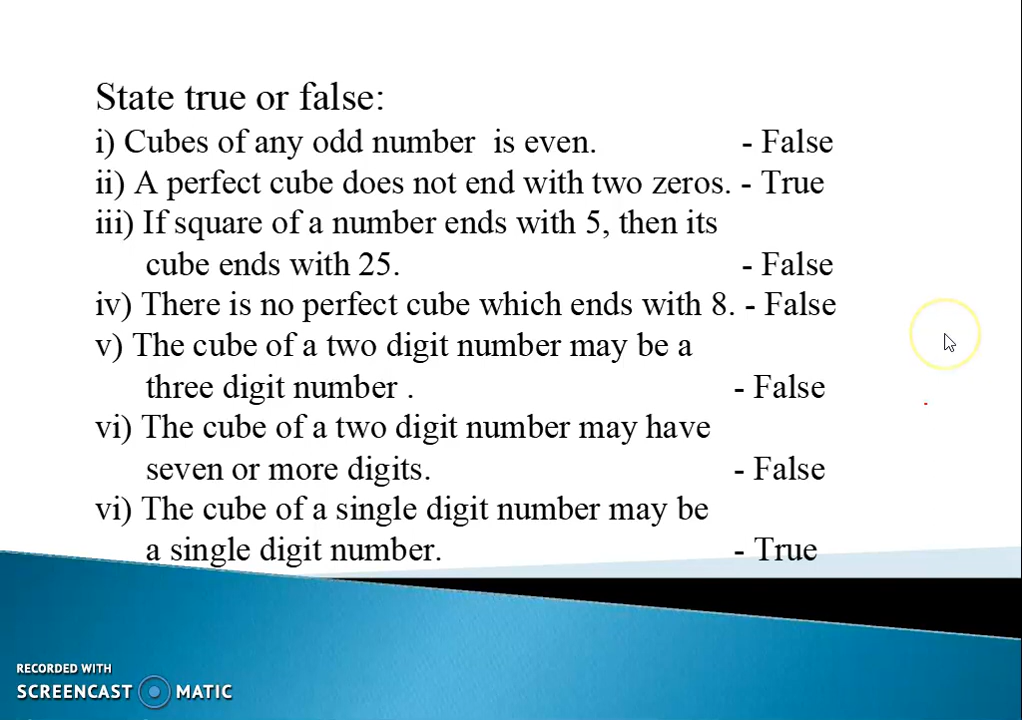 State true or false:
i) Cubes of any odd number is even. - False
ii) A perfect cube does not end with two zeros. - True
iii) If square of a number ends with 5, then its
cube ends with 25. - False
iv) There is no perfect cube which ends with 8. - False
v) The cube of a two digit number may be a
three digit number . - False
vi) The cube of a two digit number may have
seven or more digits. - False
vi) The cube of a single digit number may be
a single digit number. - True
RECORDED WITH
SCREENCAST MATIC